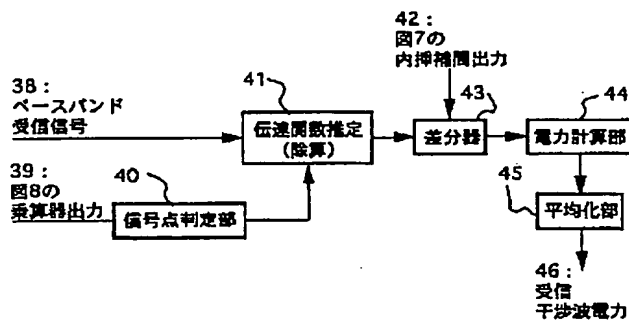 42:
図7の
内挿補間出力
38:
ベースバンド
受信信号
41
伝達関数推定
(除算)
43
差分器
44
電力計算部
39:
図8の
乗算器出力
40
信号点判定部
45
平均化部
46:
受信
干渉波電力